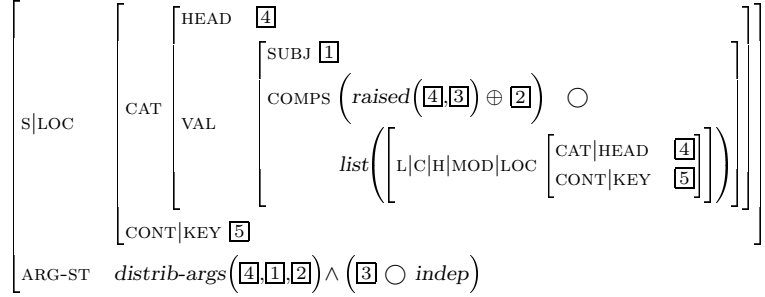 HEAD 4
SUBJ 1
COMPS (raised(4,3) ⊕ 2) ◯
CAT
VAL
S|LOC
list([L|C|H|MOD|LOC [CAT|HEAD 4
CONT|KEY 5]])
CONT|KEY 5
ARG-ST distrib-args(4,1,2) ∧ (3 ◯ indep)